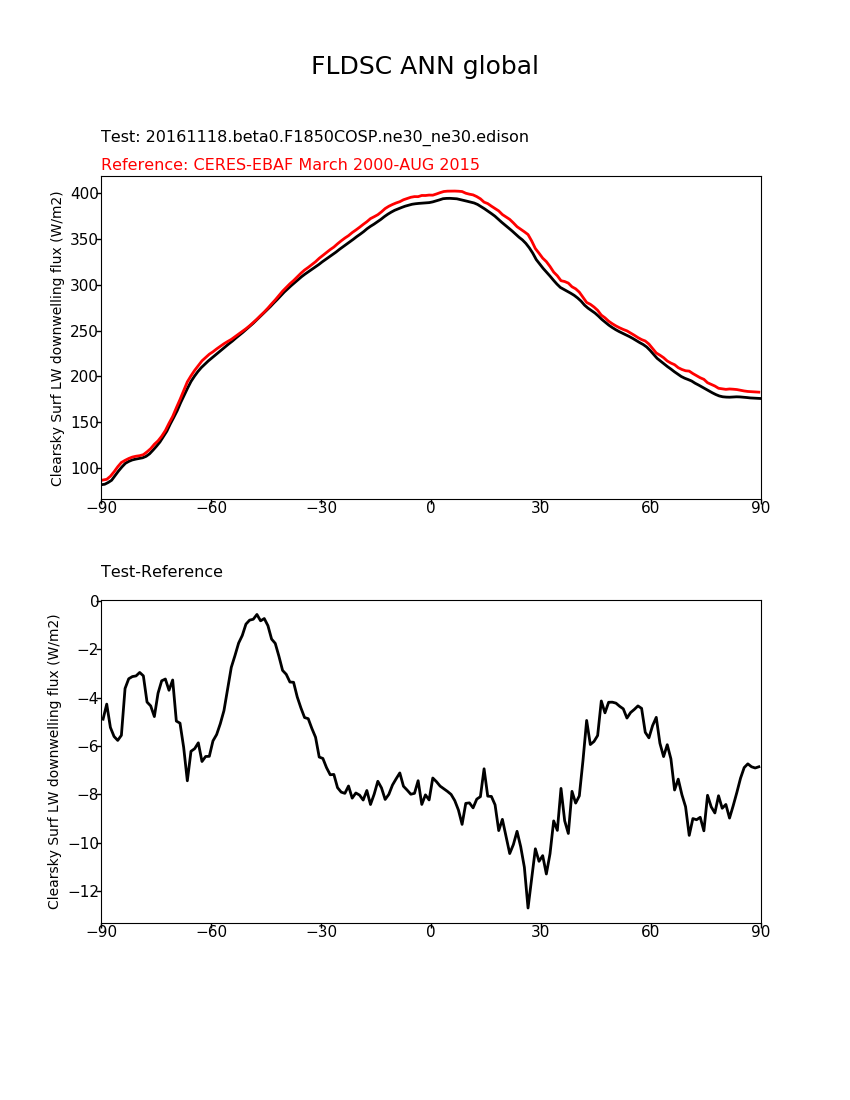 FLDSC ANN global
Test: 20161118.beta0.F1850COSP.ne30_ne30.edison
Reference: CERES-EBAF March 2000-AUG 2015
Clearsky Surf LW downwelling flux (W/m2)
400
350
300
250
200
150
100
−90 −60 −30 0 30 60 90
Test-Reference
Clearsky Surf LW downwelling flux (W/m2)
0
−2
−4
−6
−8
−10
−12
−90 −60 −30 0 30 60 90